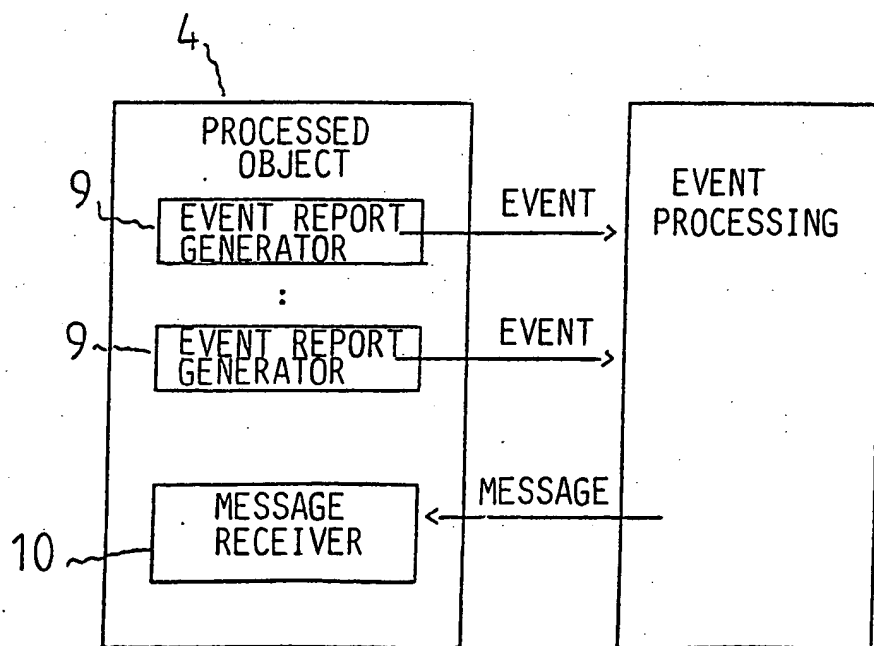 4
PROCESSED
OBJECT
9
EVENT REPORT
GENERATOR
EVENT
EVENT
PROCESSING
:
9
EVENT REPORT
GENERATOR
EVENT
10
MESSAGE
RECEIVER
MESSAGE